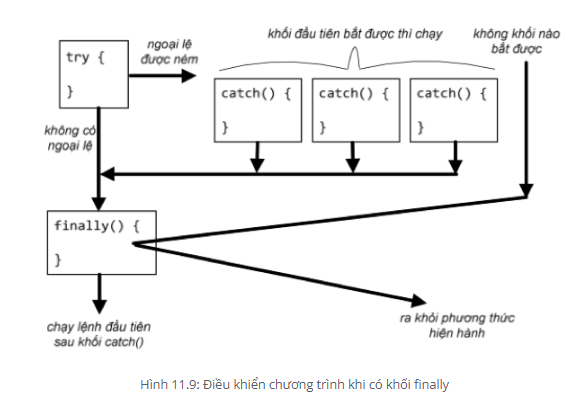 try {
}
ngoại lệ
được ném
khối đầu tiên bắt được thì chạy
không khối nào
bắt được
catch() {
}
catch() {
}
catch() {
}
không có
ngoại lệ
finally() {
}
chạy lệnh đầu tiên
sau khối catch()
ra khỏi phương thức
hiện hành
Hình 11.9: Điều khiển chương trình khi có khối finally